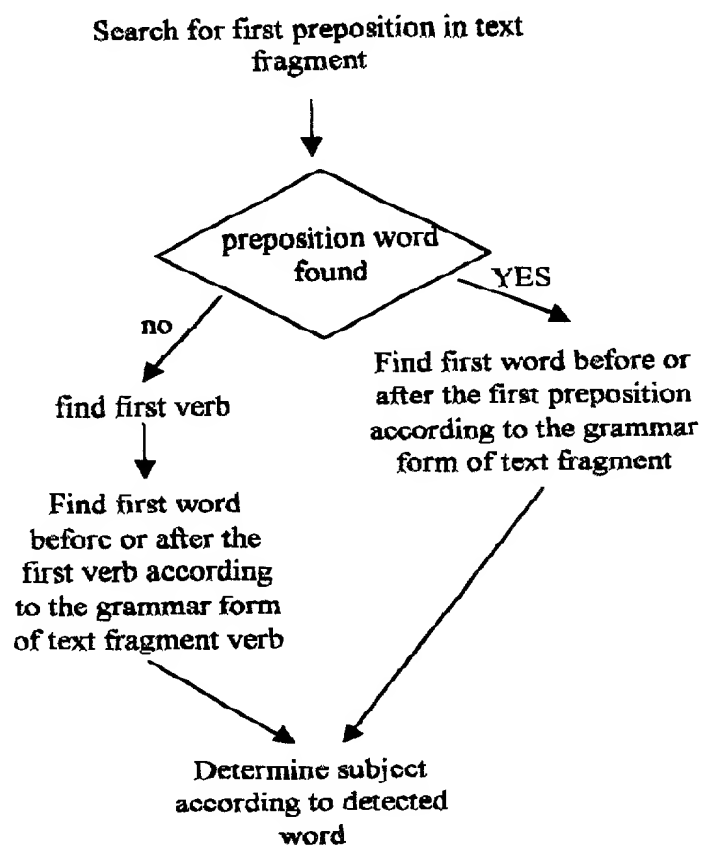 Search for first preposition in text
fragment
preposition word
found
YES
no
Find first word before or
after the first preposition
according to the grammar
form of text fragment
find first verb
Find first word
before or after the
first verb according
to the grammar form
of text fragment verb
Determine subject
according to detected
word